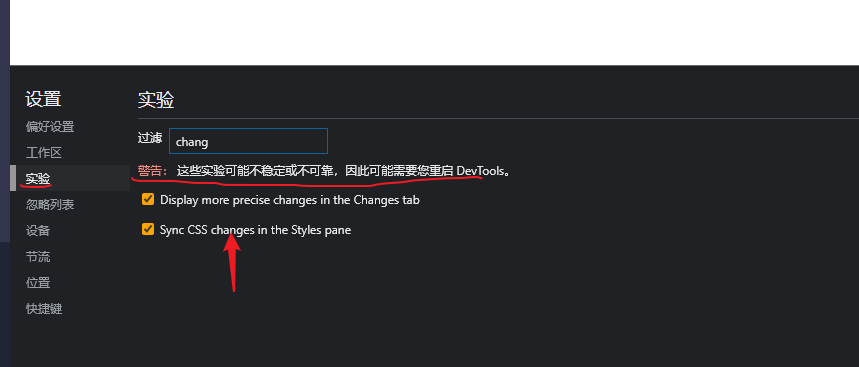 设置
偏好设置
工作区
实验
忽略列表
设备
节流
位置
快捷键
实验
过滤 chang
警告： 这些实验可能不稳定或不可靠，因此可能需要您重启 DevTools。
Display more precise changes in the Changes tab
Sync CSS changes in the Styles pane